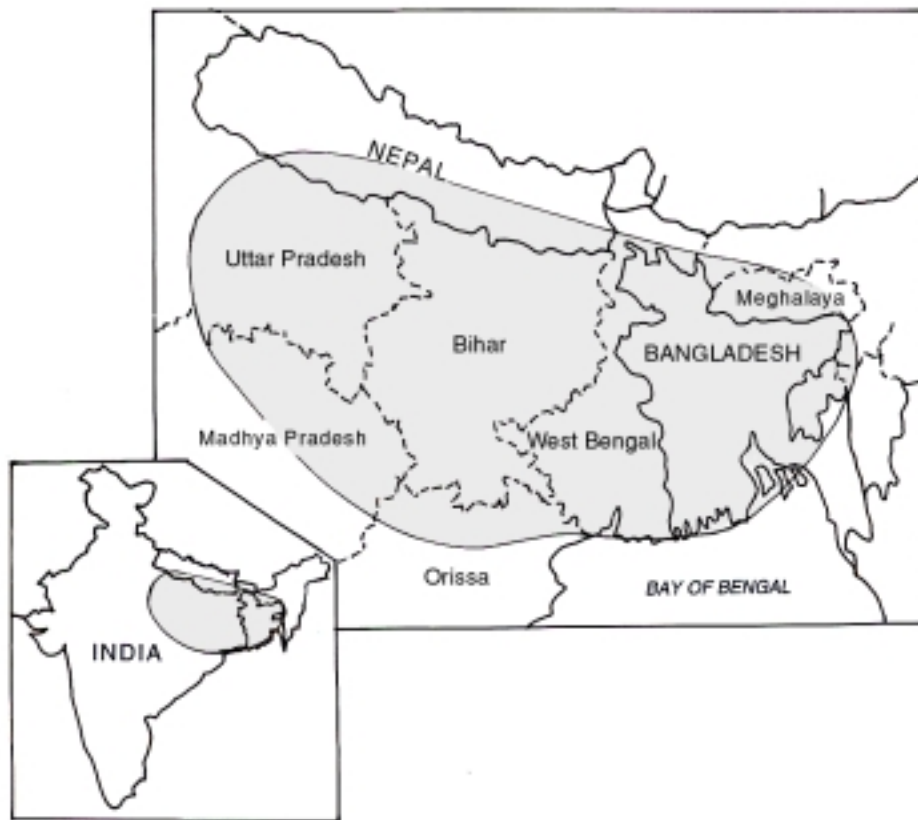 NEPAL
Uttar Pradesh
Meghalaya
Bihar
BANGLADESH
Madhya Pradesh
West Bengal
Orissa
BAY OF BENGAL
INDIA